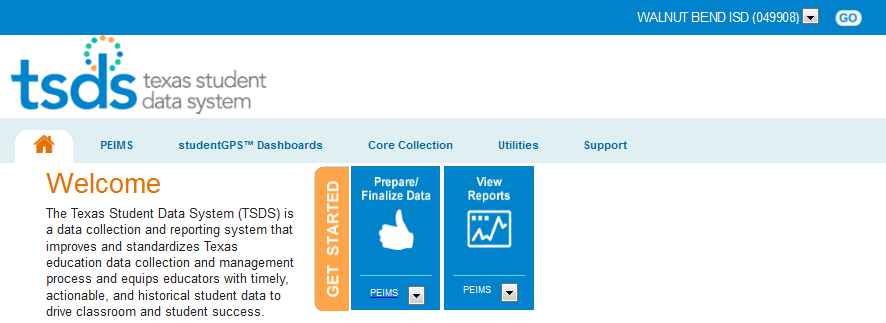 WALNUT BEND ISD (049908)
GO
tsds texas student
data system
PEIMS
studentGPS™ Dashboards
Core Collection
Utilities
Support
Welcome
The Texas Student Data System (TSDS) is
a data collection and reporting system that
improves and standardizes Texas
education data collection and management
process and equips educators with timely,
actionable, and historical student data to
drive classroom and student success.
GET STARTED
Prepare/
Finalize Data
PEIMS
View
Reports
PEIMS